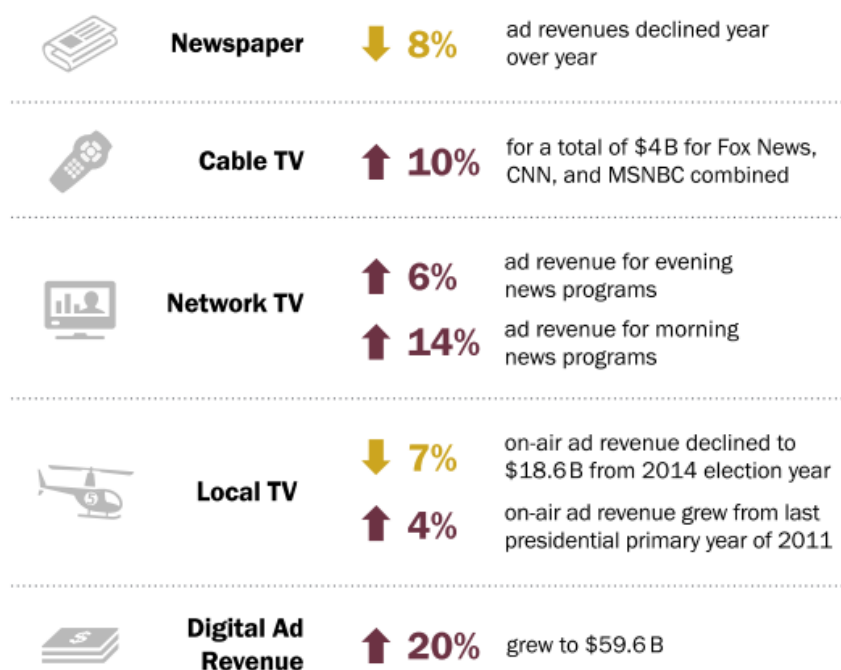 Newspaper
8%
ad revenues declined year
over year
Cable TV
10%
for a total of $4B for Fox News,
CNN, and MSNBC combined
Network TV
6%
ad revenue for evening
news programs
14%
ad revenue for morning
news programs
5
Local TV
7%
on-air ad revenue declined to
$18.6B from 2014 election year
4%
on-air ad revenue grew from last
presidential primary year of 2011
$
Digital Ad
Revenue
20%
grew to $59.6B